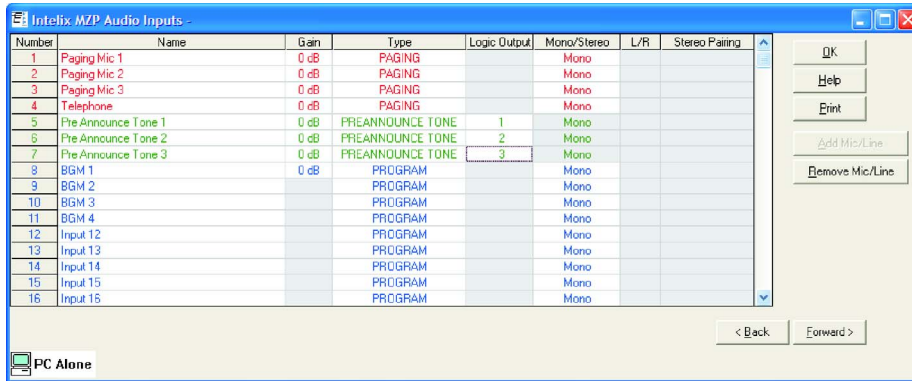 Intelix MZP Audio Inputs -
Number Name Gain Type Logic Output Mono/Stereo L/R Stereo Pairing
1 Paging Mic 1 0 dB PAGING Mono
2 Paging Mic 2 0 dB PAGING Mono
3 Paging Mic 3 0 dB PAGING Mono
4 Telephone 0 dB PAGING Mono
5 Pre Announce Tone 1 0 dB PREANNOUNCE TONE 1 Mono
6 Pre Announce Tone 2 0 dB PREANNOUNCE TONE 2 Mono
7 Pre Announce Tone 3 0 dB PREANNOUNCE TONE 3 Mono
8 BGM 1 0 dB PROGRAM Mono
9 BGM 2 PROGRAM Mono
10 BGM 3 PROGRAM Mono
11 BGM 4 PROGRAM Mono
12 Input 12 PROGRAM Mono
13 Input 13 PROGRAM Mono
14 Input 14 PROGRAM Mono
15 Input 15 PROGRAM Mono
16 Input 16 PROGRAM Mono
OK
Help
Print
Add Mic/Line
Remove Mic/Line
< Back Forward >
PC Alone